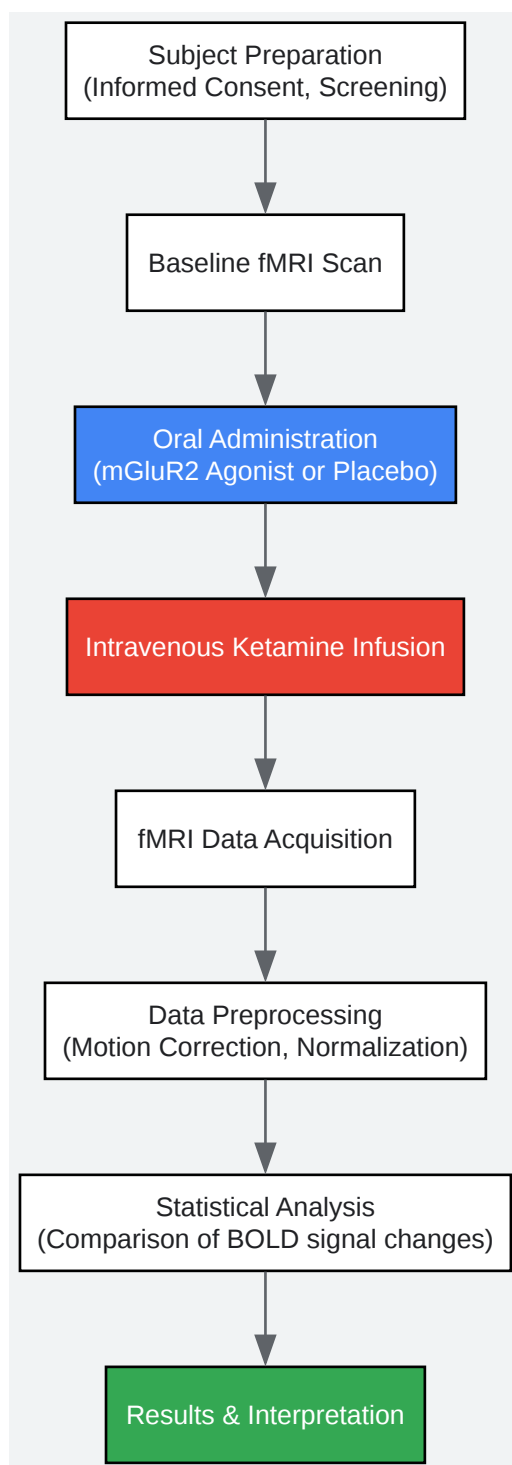 Subject Preparation
(Informed Consent, Screening)
Baseline fMRI Scan
Oral Administration
(mGluR2 Agonist or Placebo)
Intravenous Ketamine Infusion
fMRI Data Acquisition
Data Preprocessing
(Motion Correction, Normalization)
Statistical Analysis
(Comparison of BOLD signal changes)
Results & Interpretation